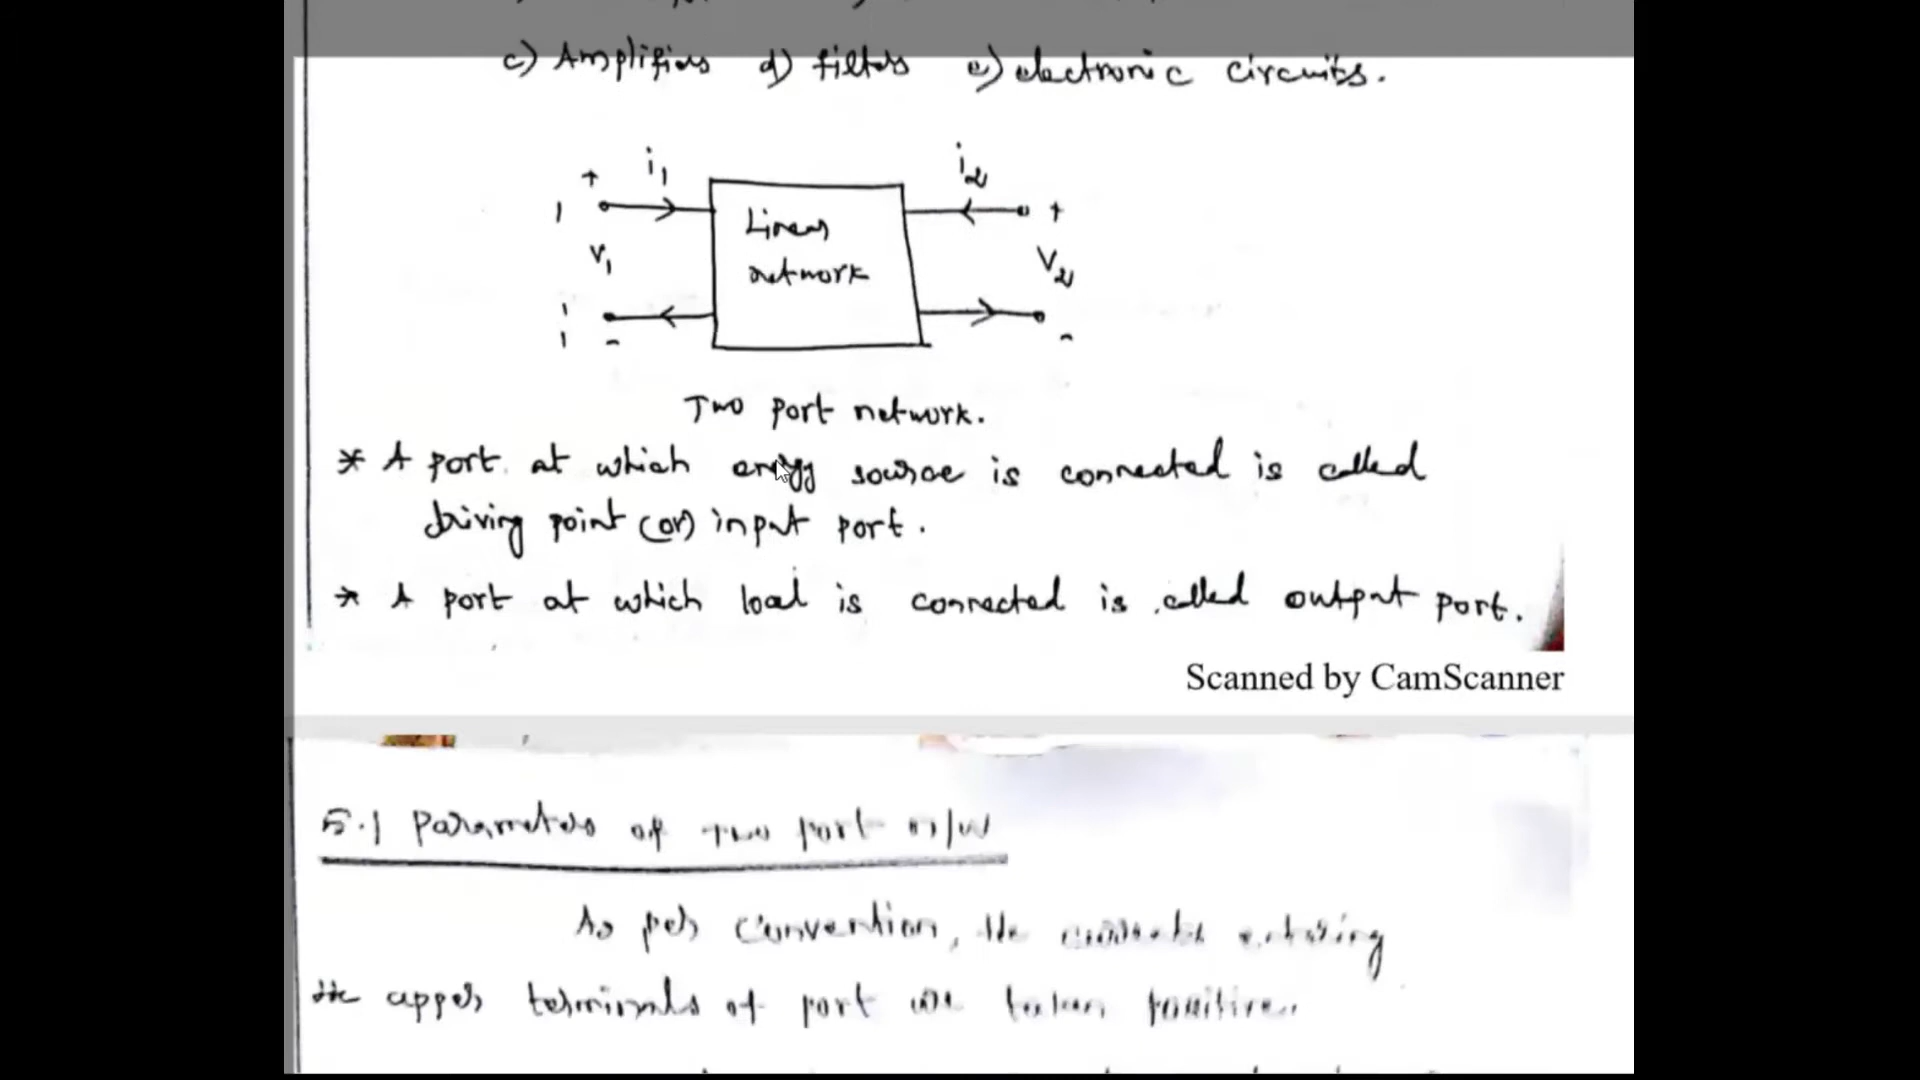 c) Amplifiers d) filters e) electronic circuits.
i1 i2
+
1 +
Linear
V1 V2
network
1
1 - -
Two port network.
* A port at which energy source is connected is called
driving point (or) input port.
* A port at which load is connected is called output port.
Scanned by CamScanner
5.1 Parameters of Two port n/w
As per convention, the currents entering
the upper terminals of port are taken positive.